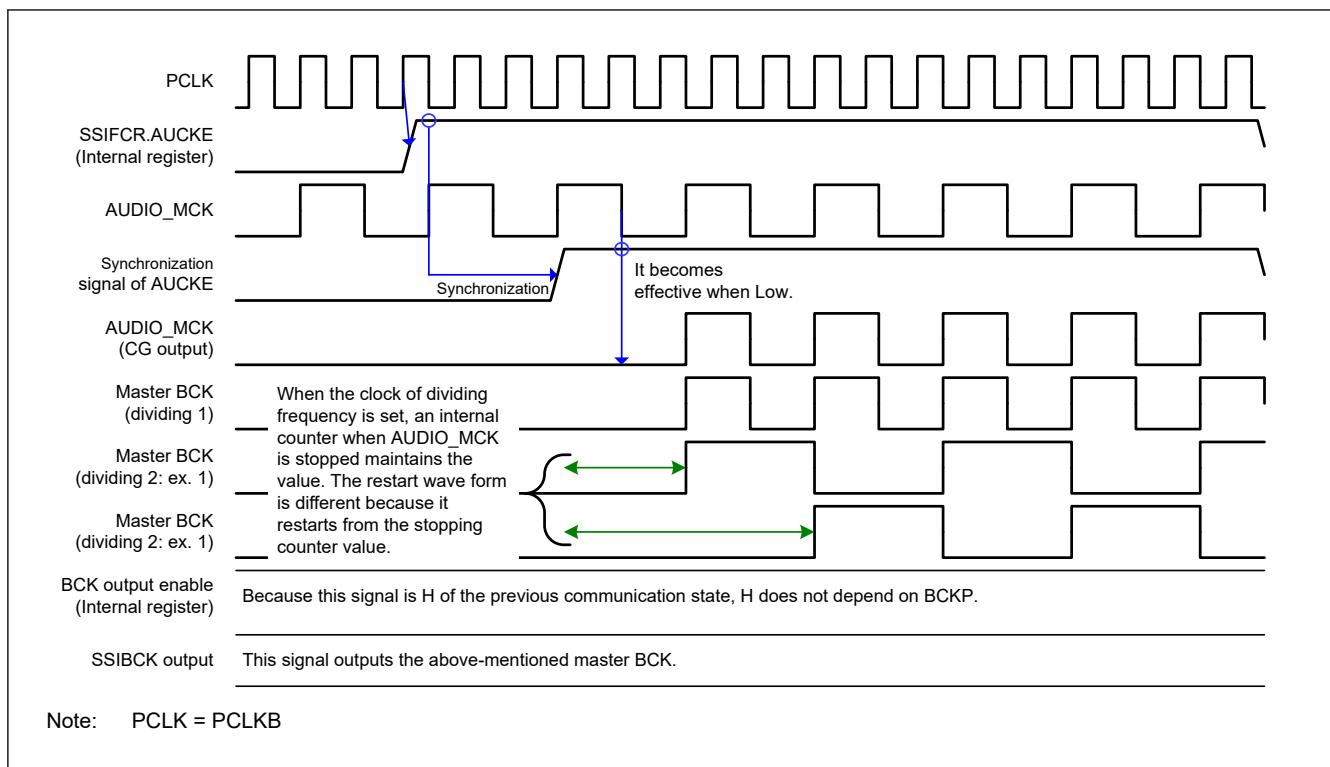 PCLK
SSIFCR.AUCKE
(Internal register)
AUDIO_MCK
Synchronization
signal of AUCKE
Synchronization
It becomes
effective when Low.
AUDIO_MCK
(CG output)
Master BCK
(dividing 1)
When the clock of dividing
frequency is set, an internal
counter when AUDIO_MCK
is stopped maintains the
value. The restart wave form
is different because it
restarts from the stopping
counter value.
Master BCK
(dividing 2: ex. 1)
Master BCK
(dividing 2: ex. 1)
BCK output enable
(Internal register)
Because this signal is H of the previous communication state, H does not depend on BCKP.
SSIBCK output
This signal outputs the above-mentioned master BCK.
Note: PCLK = PCLKB